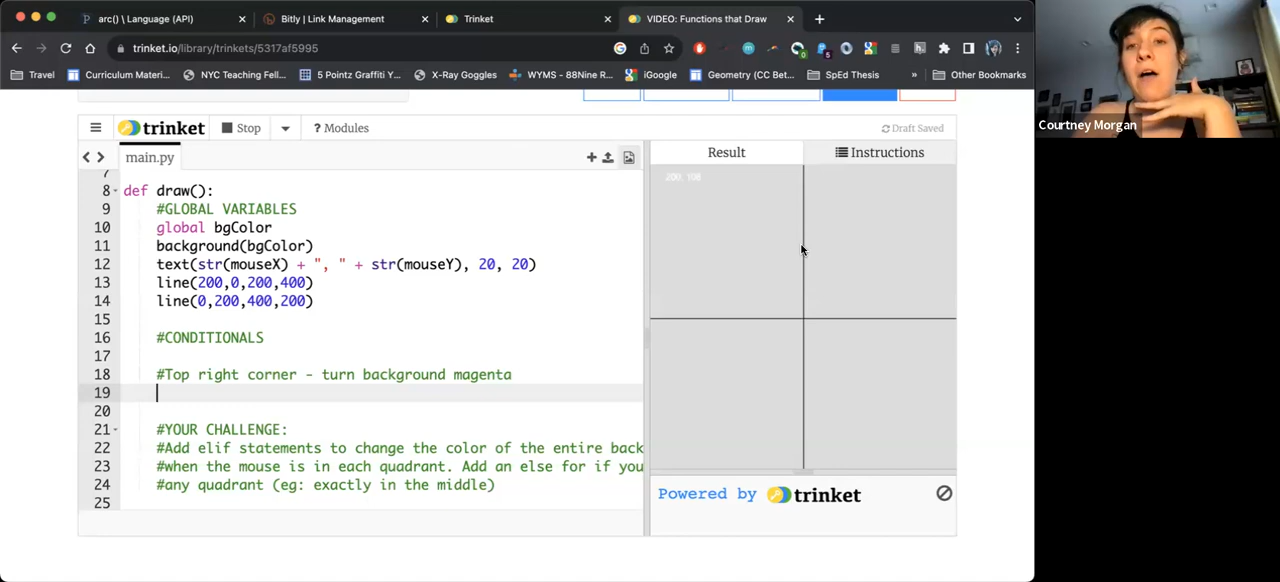 arc() \ Language (API)
Bitly | Link Management
Trinket
VIDEO: Functions that Draw
trinket.io/library/trinkets/5317af5995
Travel
Curriculum Materi...
NYC Teaching Fell...
5 Pointz Graffiti Y...
X-Ray Goggles
WYMS - 88Nine R...
iGoogle
Geometry (CC Bet...
SpEd Thesis
»
Other Bookmarks
Courtney Morgan
trinket
Stop
? Modules
Draft Saved
main.py
Result
Instructions
7
8 def draw():
9 #GLOBAL VARIABLES
10 global bgColor
11 background(bgColor)
12 text(str(mouseX) + ", " + str(mouseY), 20, 20)
13 line(200,0,200,400)
14 line(0,200,400,200)
15
16 #CONDITIONALS
17
18 #Top right corner - turn background magenta
19
20
21 #YOUR CHALLENGE:
22 #Add elif statements to change the color of the entire back
23 #when the mouse is in each quadrant. Add an else for if you
24 #any quadrant (eg: exactly in the middle)
25
Powered by trinket